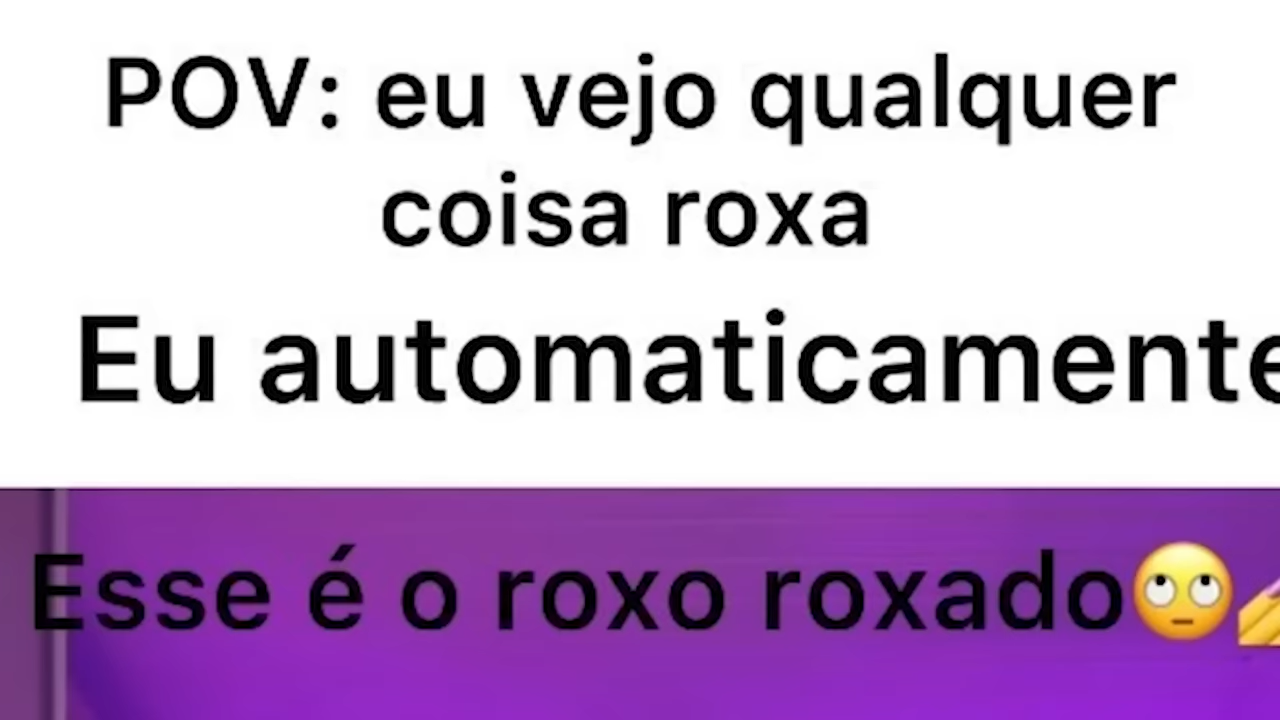 POV: eu vejo qualquer
coisa roxa
Eu automaticamente
Esse é o roxo roxado🙄💅